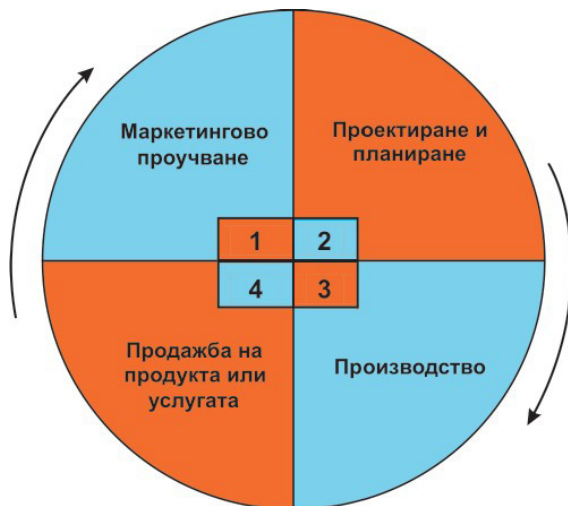 Маркетингово
проучване
Проектиране и
планиране
1
2
4
3
Продажба на
продукта или
услугата
Производство